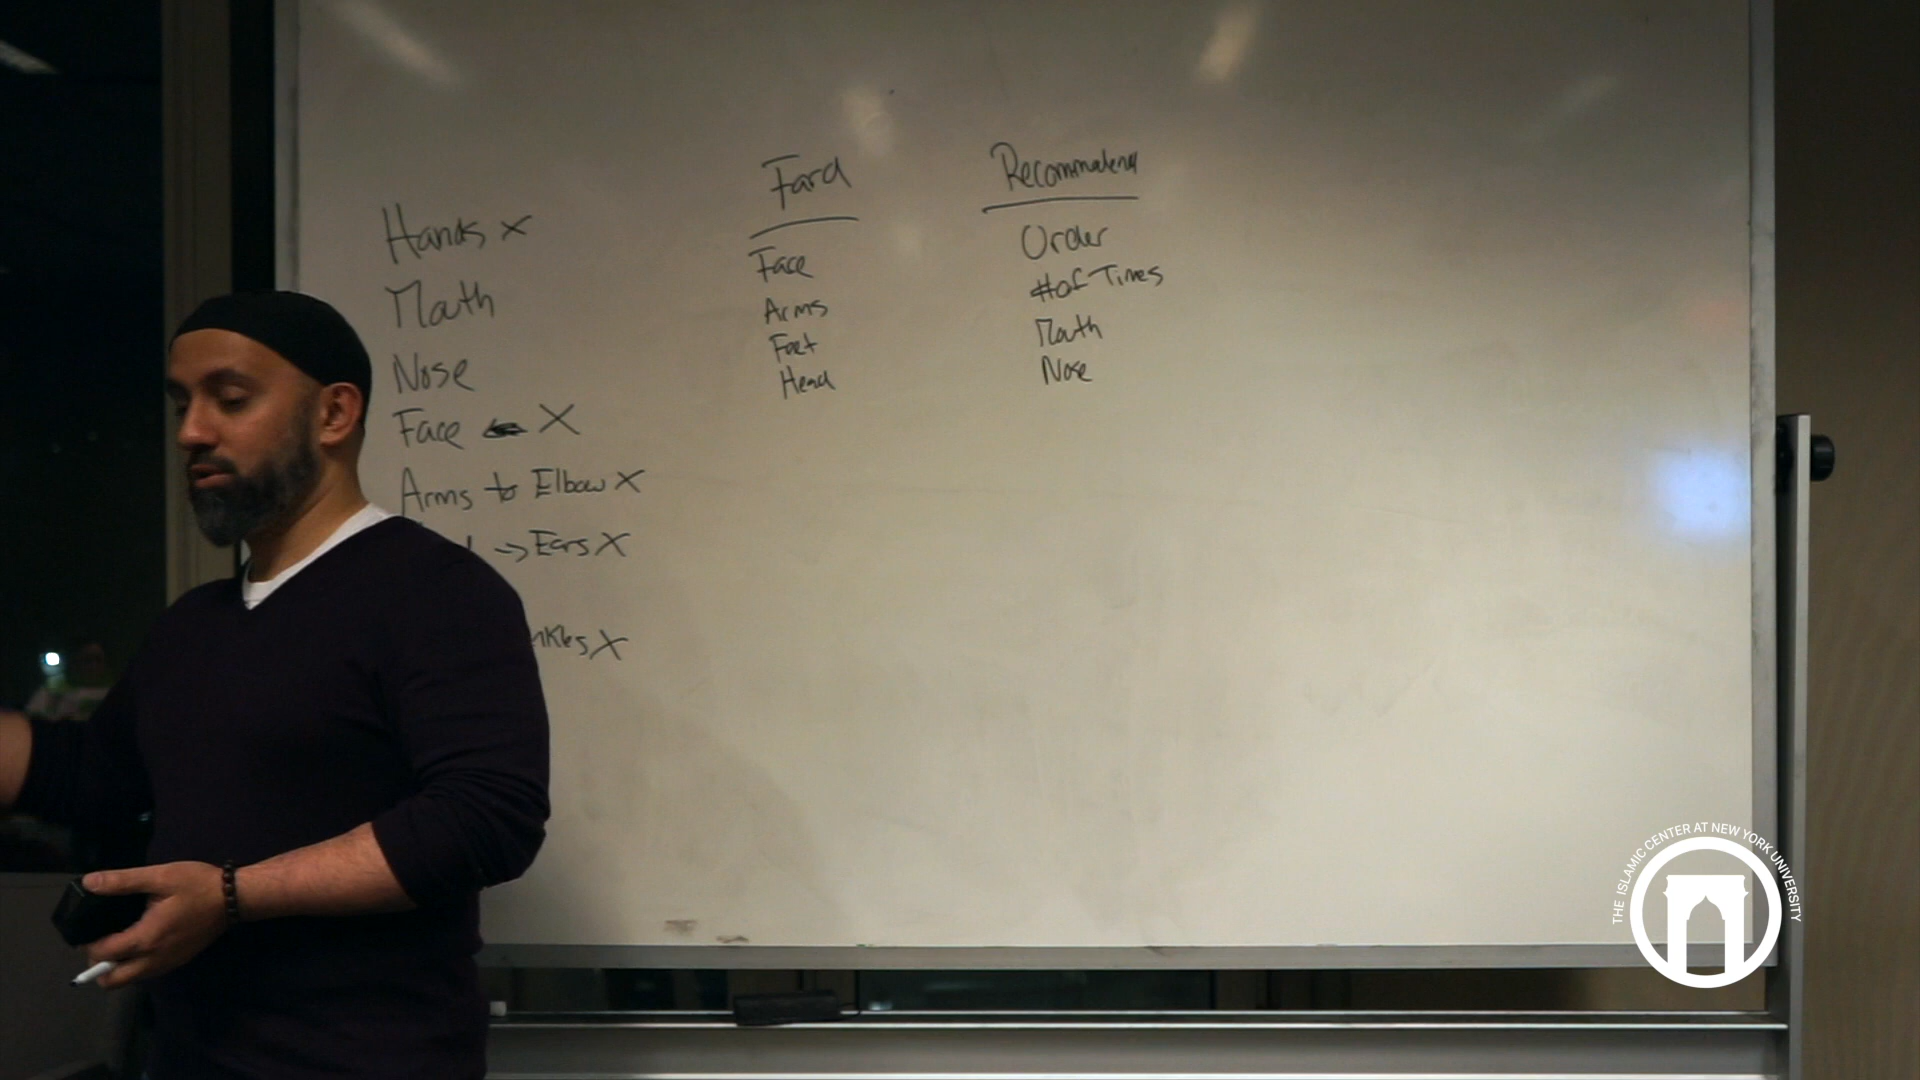 Hands x
Mouth
Nose
Face X
Arms to Elbow X
→ Ears X
nkles X
Fard
Face
Arms
Feet
Head
Recommended
Order
# of Times
Mouth
Nose
THE ISLAMIC CENTER AT NEW YORK UNIVERSITY